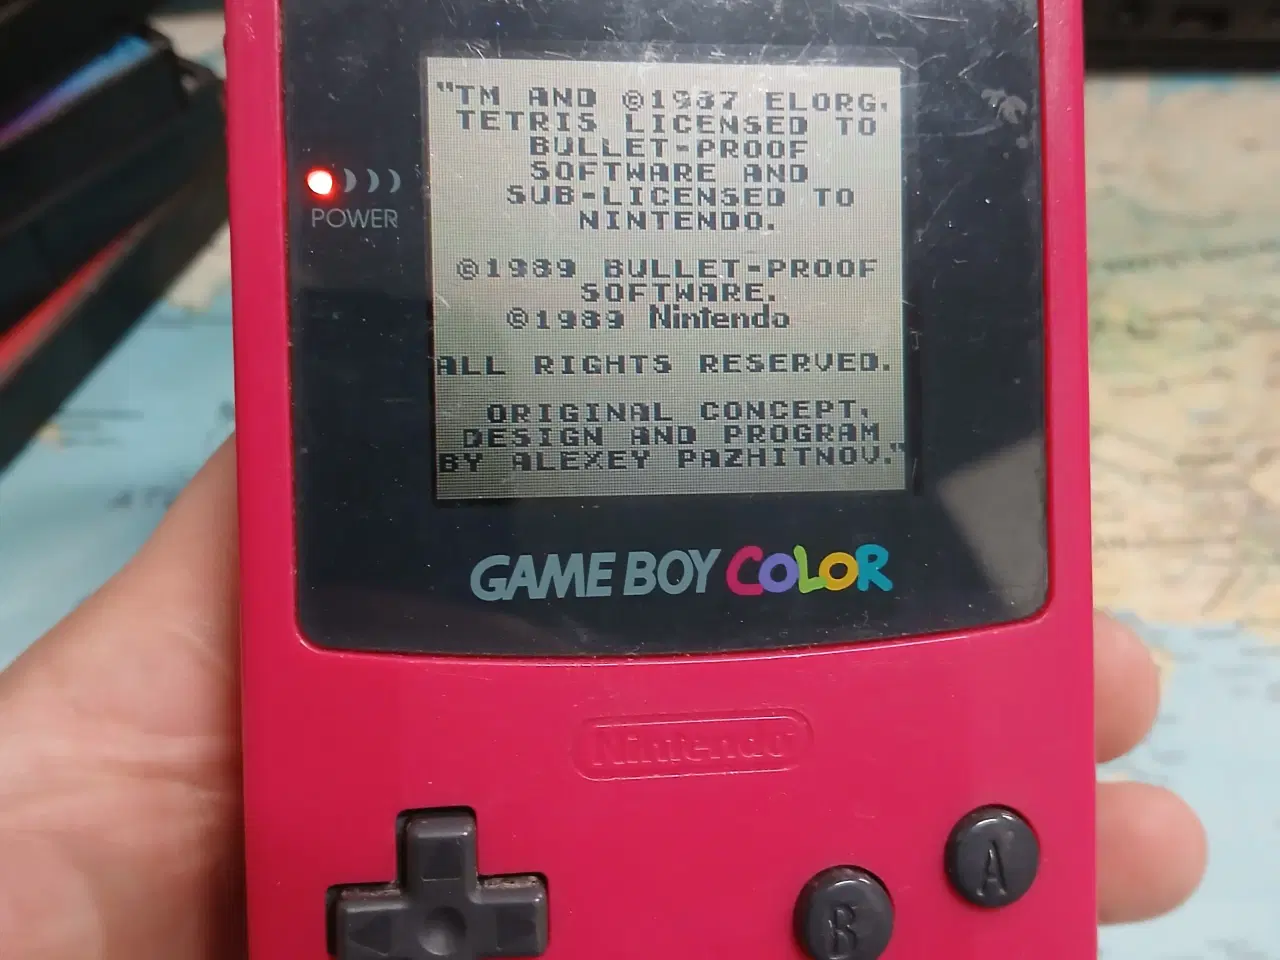 "TM AND ©1987 ELORG,
TETRIS LICENSED TO
BULLET-PROOF
SOFTWARE AND
SUB-LICENSED TO
NINTENDO.
©1989 BULLET-PROOF
SOFTWARE.
©1989 Nintendo
ALL RIGHTS RESERVED.
ORIGINAL CONCEPT,
DESIGN AND PROGRAM
BY ALEXEY PAZHITNOV."
POWER
GAME BOY COLOR
Nintendo
A
B